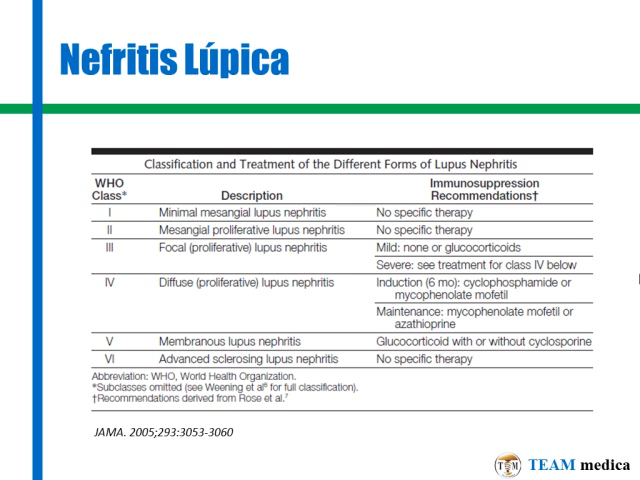 Nefritis Lúpica
Classification and Treatment of the Different Forms of Lupus Nephritis
WHO Class* Description Immunosuppression Recommendations†
I Minimal mesangial lupus nephritis No specific therapy
II Mesangial proliferative lupus nephritis No specific therapy
III Focal (proliferative) lupus nephritis Mild: none or glucocorticoids
Severe: see treatment for class IV below
IV Diffuse (proliferative) lupus nephritis Induction (6 mo): cyclophosphamide or
mycophenolate mofetil
Maintenance: mycophenolate mofetil or
azathioprine
V Membranous lupus nephritis Glucocorticoid with or without cyclosporine
VI Advanced sclerosing lupus nephritis No specific therapy
Abbreviation: WHO, World Health Organization.
*Subclasses omitted (see Weening et al⁶ for full classification).
†Recommendations derived from Rose et al.⁷
JAMA. 2005;293:3053-3060
TEAM medica